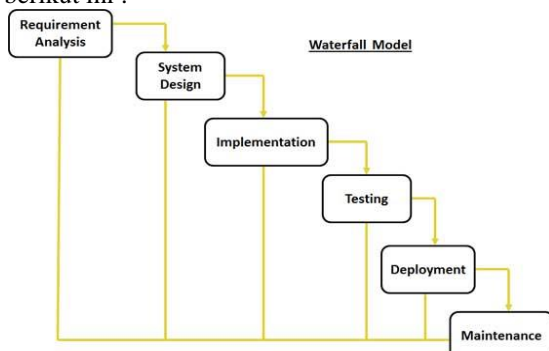 berikut ini :
Requirement
Analysis
Waterfall Model
System
Design
Implementation
Testing
Deployment
Maintenance